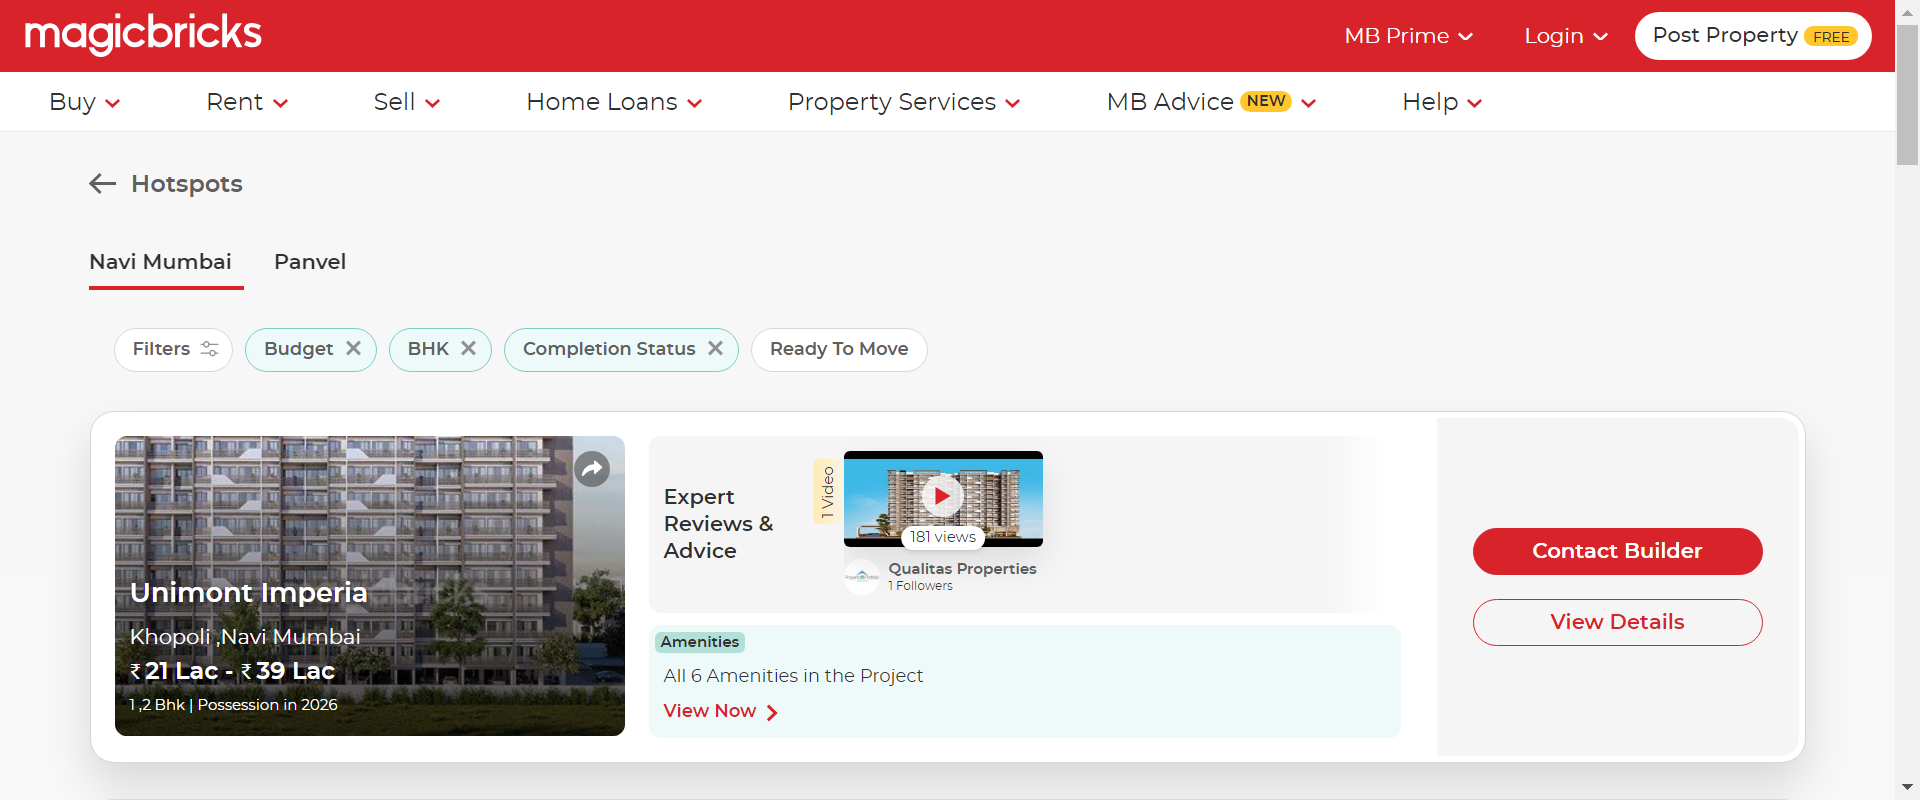 magicbricks
MB Prime
Login
Post Property FREE
Buy
Rent
Sell
Home Loans
Property Services
MB Advice NEW
Help
Hotspots
Navi Mumbai
Panvel
Filters
Budget
BHK
Completion Status
Ready To Move
Unimont Imperia
Khopoli ,Navi Mumbai
₹ 21 Lac - ₹ 39 Lac
1 ,2 Bhk | Possession in 2026
Expert
Reviews &
Advice
1 Video
181 views
Qualitas Properties
1 Followers
Amenities
All 6 Amenities in the Project
View Now
Contact Builder
View Details